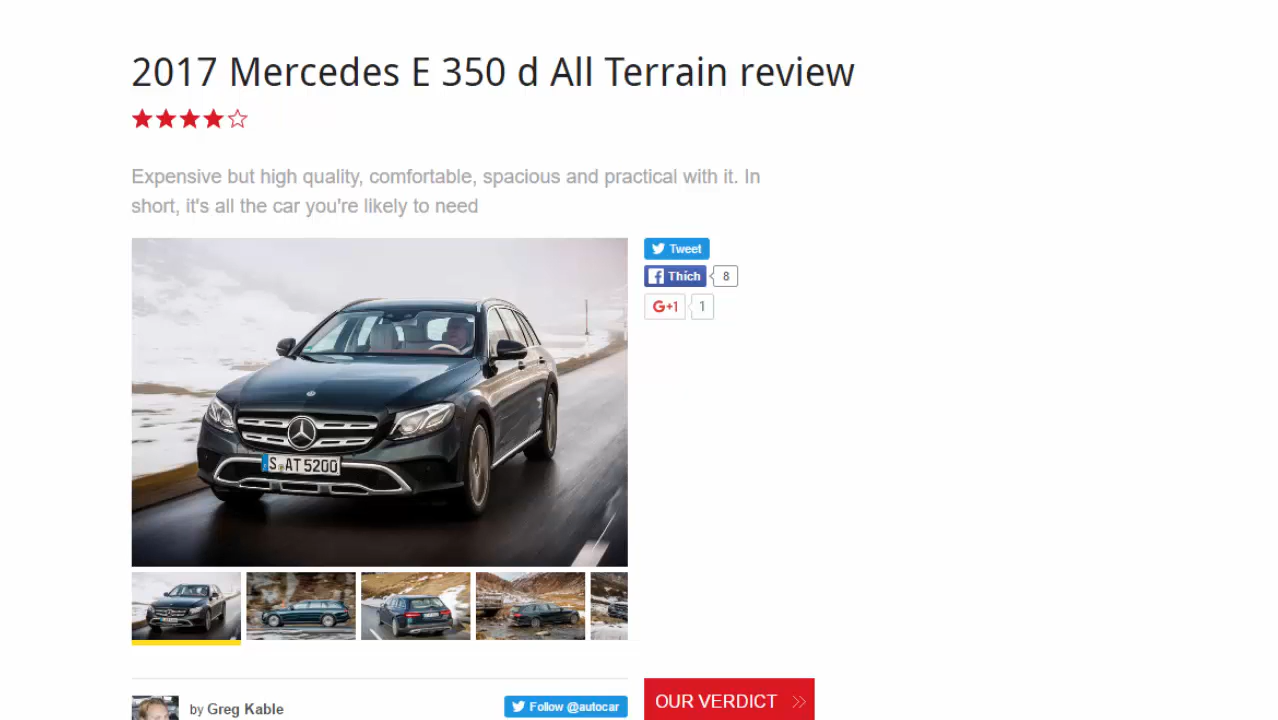 2017 Mercedes E 350 d All Terrain review
Expensive but high quality, comfortable, spacious and practical with it. In
short, it's all the car you're likely to need
Tweet
Thích 8
G+1 1
S AT 5200
by Greg Kable
Follow @autocar
OUR VERDICT